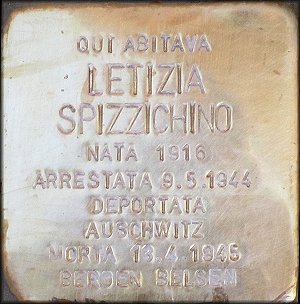 QUI ABITAVA
LETIZIA
SPIZZICHINO
NATA 1916
ARRESTATA 9.5.1944
DEPORTATA
AUSCHWITZ
MORTA 13.4.1945
BERGEN BELSEN